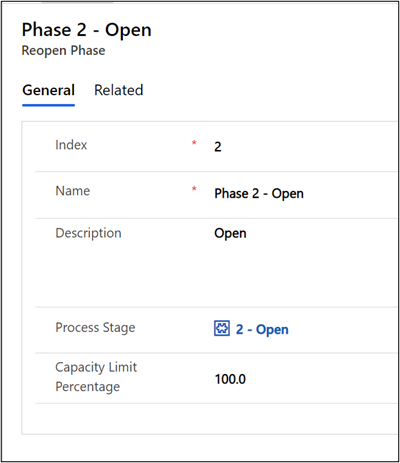 Phase 2 - Open
Reopen Phase
General Related
Index * 2
Name * Phase 2 - Open
Description Open
Process Stage 2 - Open
Capacity Limit
Percentage 100.0